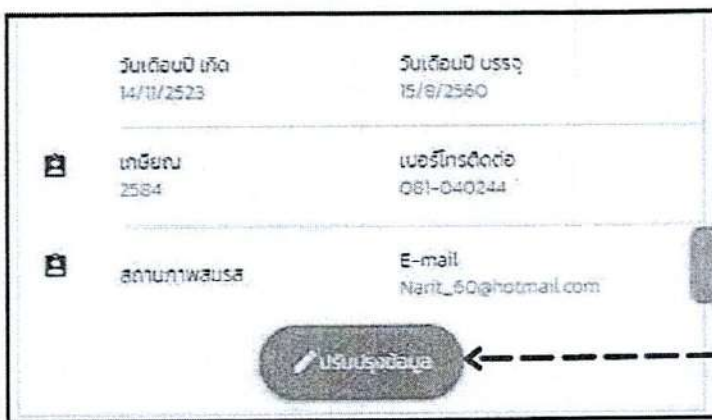 วันเดือนปี เกิด วันเดือนปี บรรจุ
14/11/2523 15/8/2560
เกษียณ เบอร์โทรติดต่อ
2584 081-040244
สถานภาพสมรส E-mail
Narit_60@hotmail.com
ปรับปรุงข้อมูล